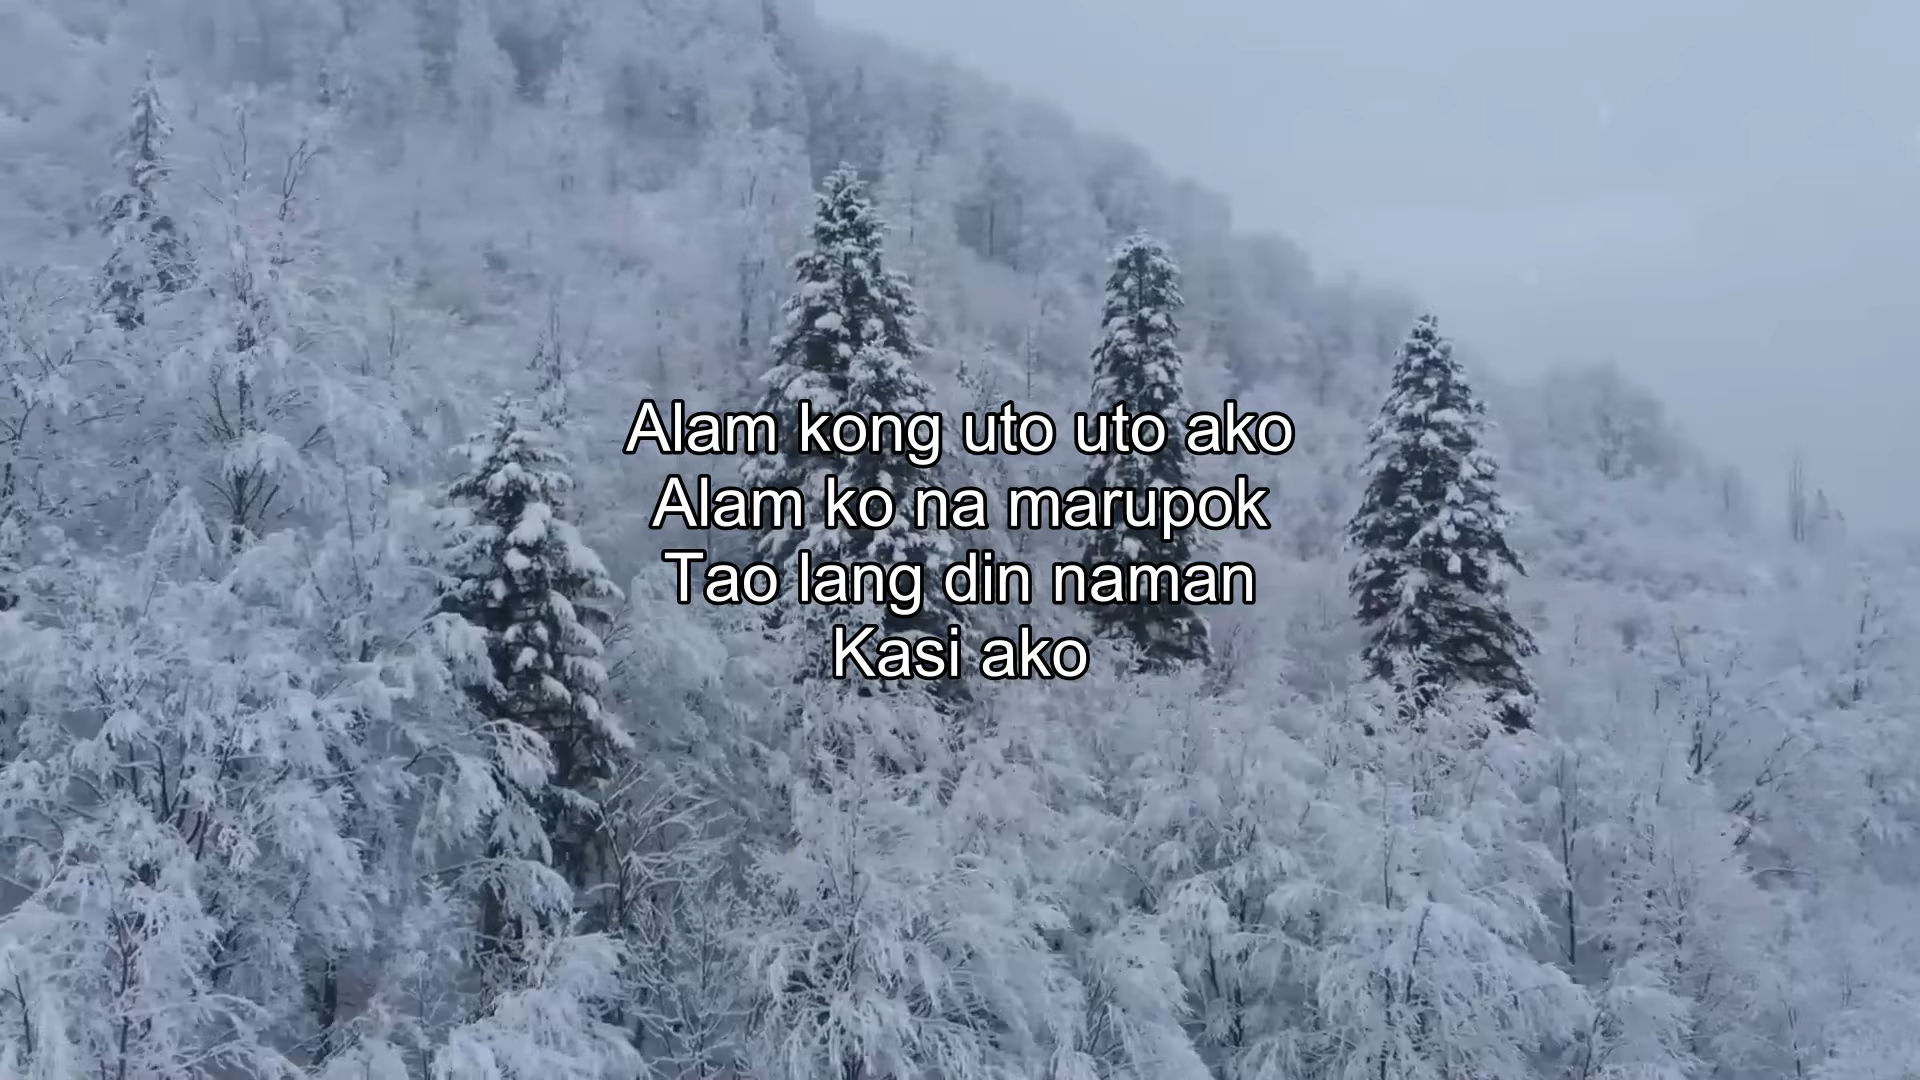 Alam kong uto uto ako
Alam ko na marupok
Tao lang din naman
Kasi ako